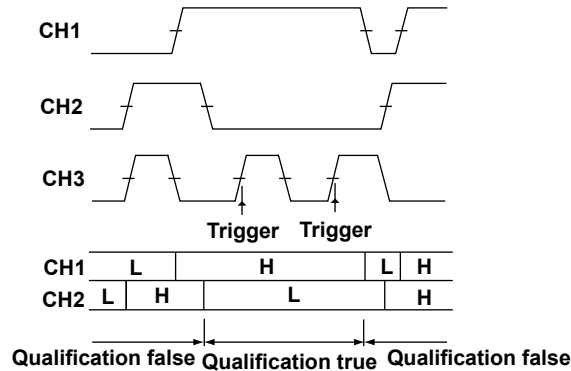 CH1
CH2
CH3
Trigger Trigger
CH1 L H L H
CH2 L H L H
Qualification false Qualification true Qualification false